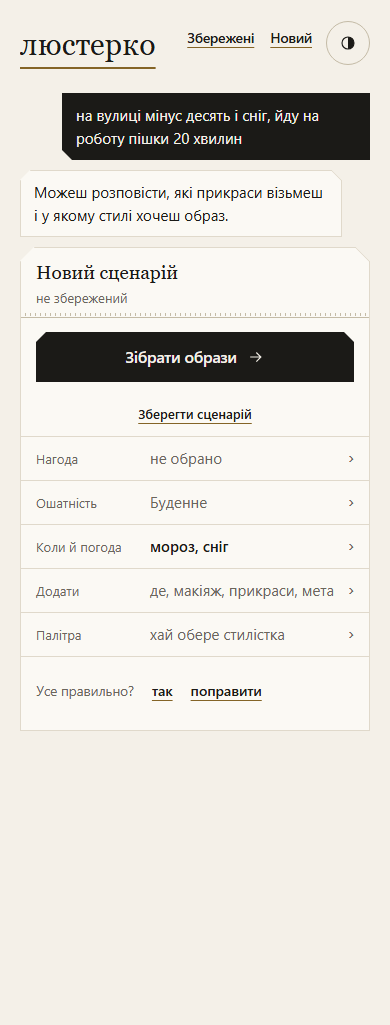 люстерко
Збережені Новий
на вулиці мінус десять і сніг, йду на
роботу пішки 20 хвилин
Можеш розповісти, які прикраси візьмеш
і у якому стилі хочеш образ.
Новий сценарій
не збережений
Зібрати образи →
Зберегти сценарій
Нагода не обрано
Ошатність Буденне
Коли й погода мороз, сніг
Додати де, макіяж, прикраси, мета
Палітра хай обере стилістка
Усе правильно? так поправити